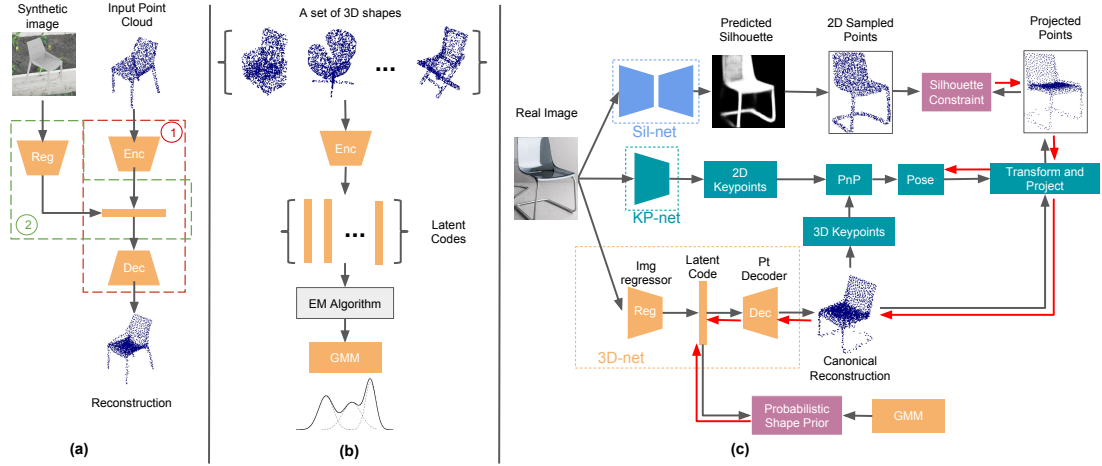 Synthetic
image
Input Point
Cloud
1
Reg
Enc
2
Dec
Reconstruction
(a)
A set of 3D shapes
...
Enc
...
Latent
Codes
EM Algorithm
GMM
(b)
Predicted
Silhouette
2D Sampled
Points
Projected
Points
Real Image
Sil-net
Silhouette
Constraint
KP-net
2D
Keypoints
PnP
Pose
Transform and
Project
3D Keypoints
Img
regressor
Latent
Code
Pt
Decoder
Reg
Dec
3D-net
Canonical
Reconstruction
Probabilistic
Shape Prior
GMM
(c)